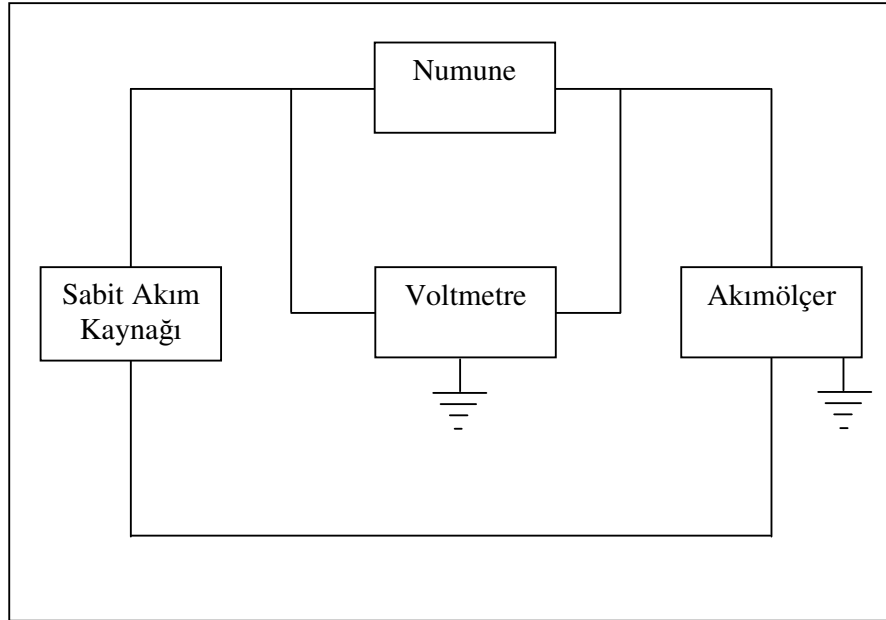 Numune
Sabit Akım
Kaynağı
Voltmetre
Akımölçer